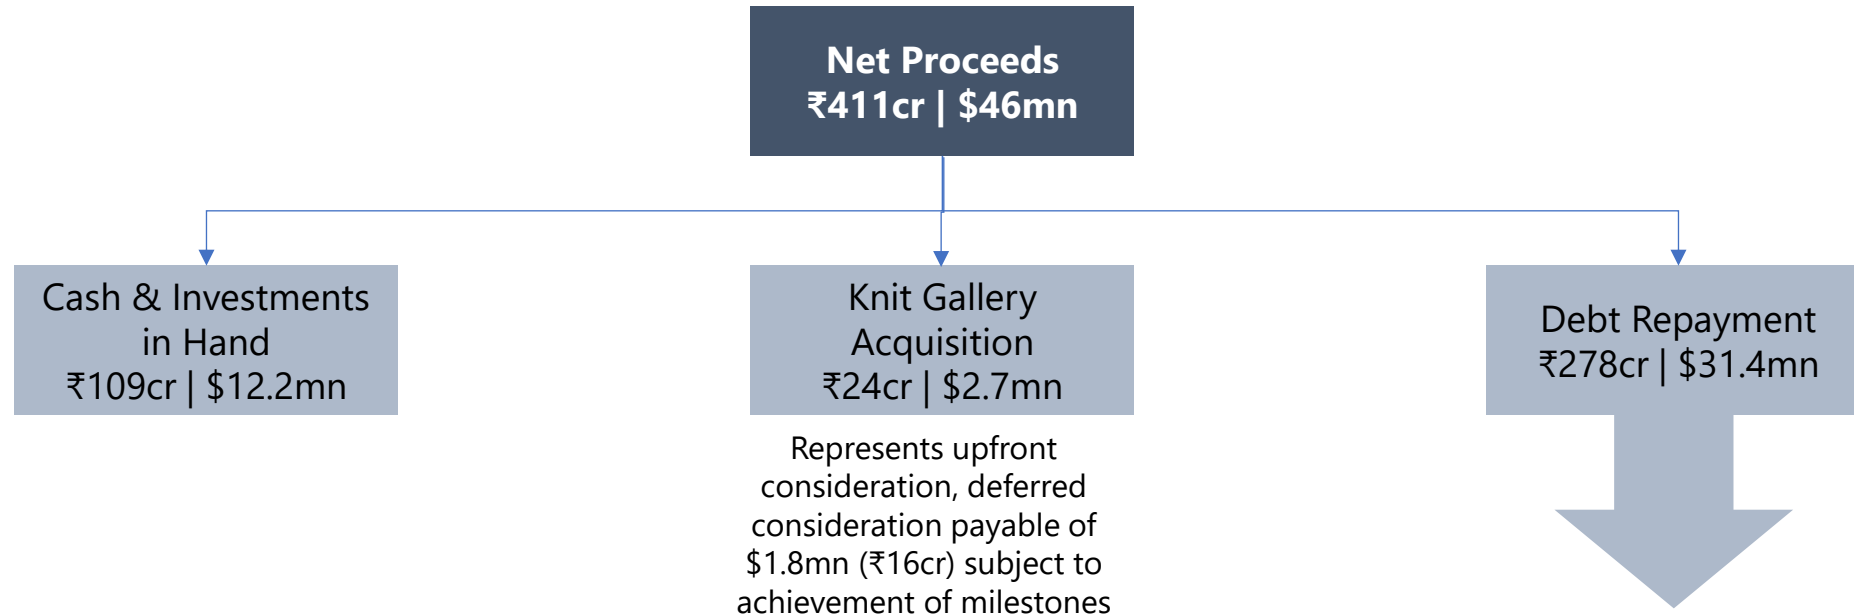 Net Proceeds
₹411cr | $46mn
Cash & Investments
in Hand
₹109cr | $12.2mn
Knit Gallery
Acquisition
₹24cr | $2.7mn
Represents upfront
consideration, deferred
consideration payable of
$1.8mn (₹16cr) subject to
achievement of milestones
Debt Repayment
₹278cr | $31.4mn